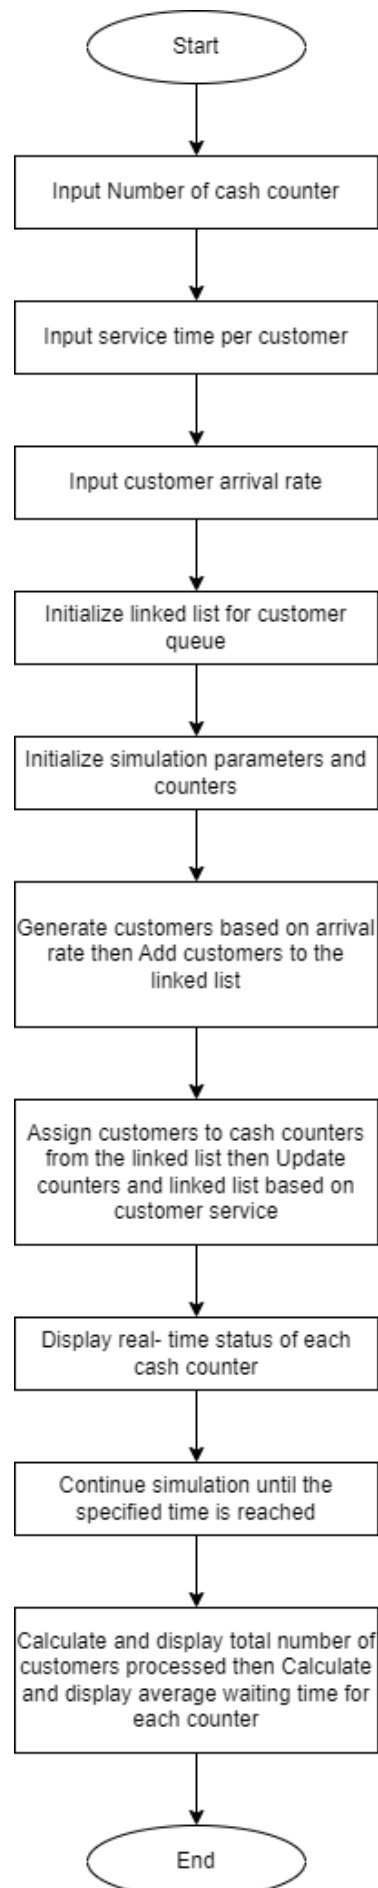 Start
Input Number of cash counter
Input service time per customer
Input customer arrival rate
Initialize linked list for customer
queue
Initialize simulation parameters and
counters
Generate customers based on arrival
rate then Add customers to the
linked list
Assign customers to cash counters
from the linked list then Update
counters and linked list based on
customer service
Display real- time status of each
cash counter
Continue simulation until the
specified time is reached
Calculate and display total number of
customers processed then Calculate
and display average waiting time for
each counter
End